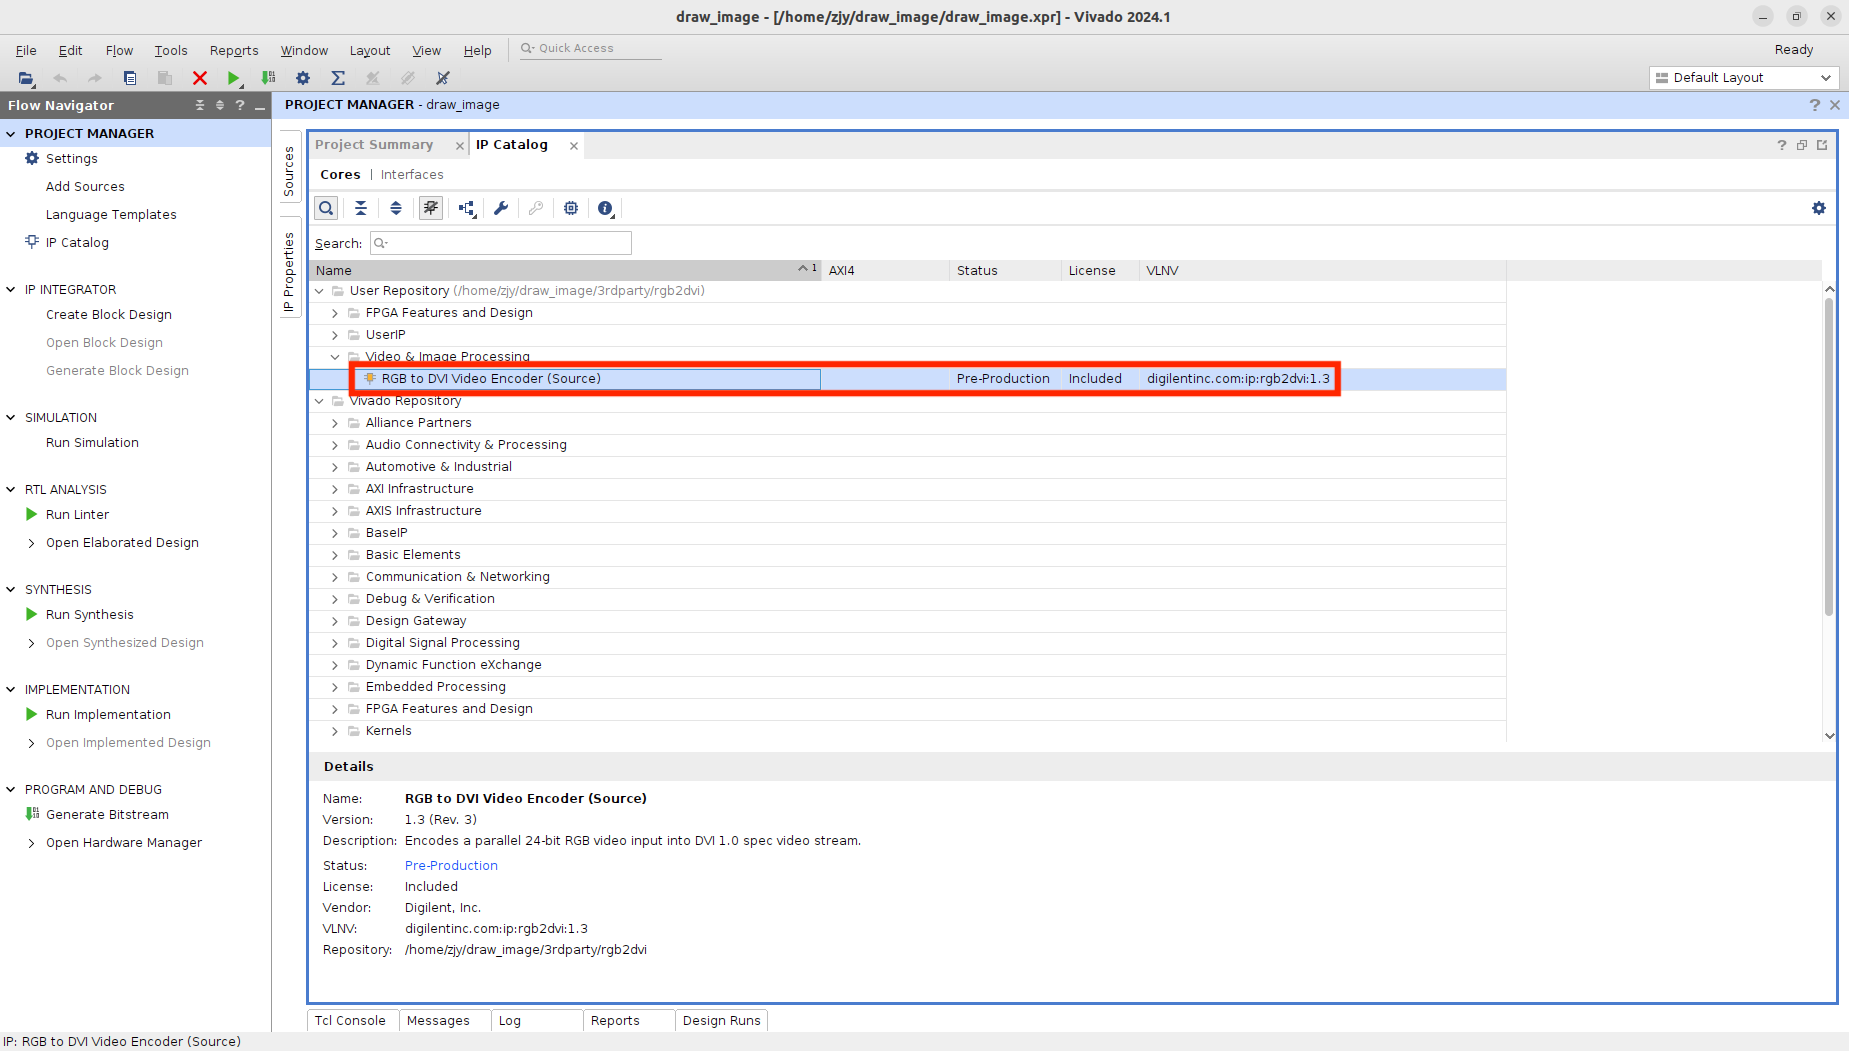 draw_image - [/home/zjy/draw_image/draw_image.xpr] - Vivado 2024.1
File Edit Flow Tools Reports Window Layout View Help Quick Access Ready
Default Layout
Flow Navigator
PROJECT MANAGER
Settings
Add Sources
Language Templates
IP Catalog
IP INTEGRATOR
Create Block Design
Open Block Design
Generate Block Design
SIMULATION
Run Simulation
RTL ANALYSIS
Run Linter
Open Elaborated Design
SYNTHESIS
Run Synthesis
Open Synthesized Design
IMPLEMENTATION
Run Implementation
Open Implemented Design
PROGRAM AND DEBUG
Generate Bitstream
Open Hardware Manager
PROJECT MANAGER - draw_image
Sources
IP Properties
Project Summary IP Catalog
Cores | Interfaces
Search:
Name 1 AXI4 Status License VLNV
User Repository (/home/zjy/draw_image/3rdparty/rgb2dvi)
FPGA Features and Design
UserIP
Video & Image Processing
RGB to DVI Video Encoder (Source) Pre-Production Included digilentinc.com:ip:rgb2dvi:1.3
Vivado Repository
Alliance Partners
Audio Connectivity & Processing
Automotive & Industrial
AXI Infrastructure
AXIS Infrastructure
BaseIP
Basic Elements
Communication & Networking
Debug & Verification
Design Gateway
Digital Signal Processing
Dynamic Function eXchange
Embedded Processing
FPGA Features and Design
Kernels
Details
Name: RGB to DVI Video Encoder (Source)
Version: 1.3 (Rev. 3)
Description: Encodes a parallel 24-bit RGB video input into DVI 1.0 spec video stream.
Status: Pre-Production
License: Included
Vendor: Digilent, Inc.
VLNV: digilentinc.com:ip:rgb2dvi:1.3
Repository: /home/zjy/draw_image/3rdparty/rgb2dvi
Tcl Console Messages Log Reports Design Runs
IP: RGB to DVI Video Encoder (Source)